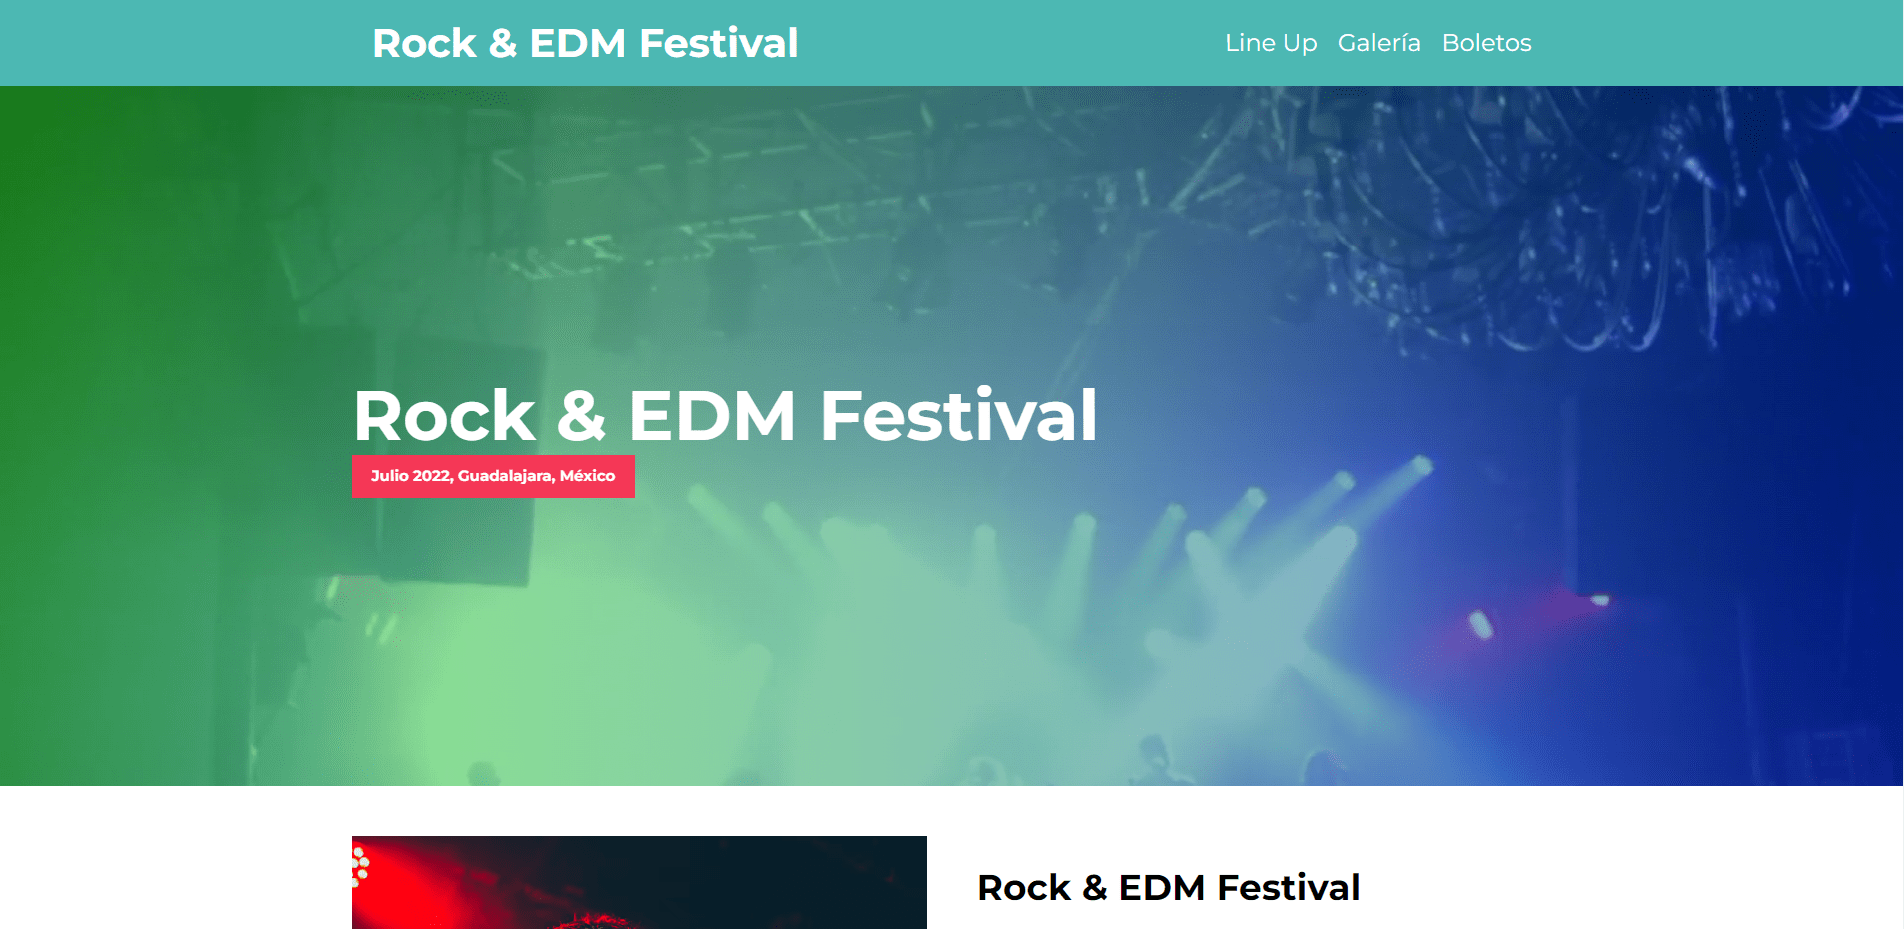 Rock & EDM Festival
Line Up Galería Boletos
Rock & EDM Festival
Julio 2022, Guadalajara, México
Rock & EDM Festival